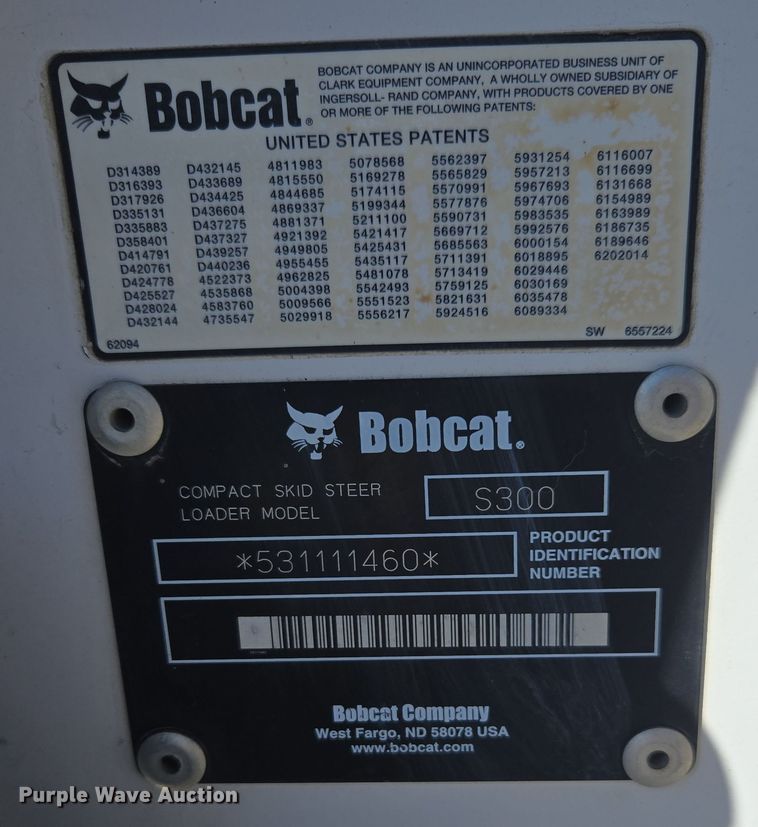 Bobcat®
BOBCAT COMPANY IS AN UNINCORPORATED BUSINESS UNIT OF
CLARK EQUIPMENT COMPANY, A WHOLLY OWNED SUBSIDIARY OF
INGERSOLL- RAND COMPANY, WITH PRODUCTS COVERED BY ONE
OR MORE OF THE FOLLOWING PATENTS:
UNITED STATES PATENTS
D314389 D432145 4811983 5078568 5562397 5931254 6116007
D316393 D433689 4815550 5169278 5565829 5957213 6116699
D317926 D434425 4844685 5174115 5570991 5967693 6131668
D335131 D436604 4869337 5199344 5577876 5974706 6154989
D335883 D437275 4881371 5211100 5590731 5983535 6163989
D358401 D437327 4921392 5421417 5669712 5992576 6186735
D414791 D439257 4949805 5425431 5685563 6000154 6189646
D420761 D440236 4955455 5435117 5711391 6018895 6202014
D424778 4522373 4962825 5481078 5713419 6029446
D425527 4535868 5004398 5542493 5759125 6030169
D428024 4583760 5009566 5551523 5821631 6035478
D432144 4735547 5029918 5556217 5924516 6089334
62094 SW 6557224
Bobcat®
COMPACT SKID STEER
LOADER MODEL
S300
*531111460*
PRODUCT
IDENTIFICATION
NUMBER
Bobcat Company
West Fargo, ND 58078 USA
www.bobcat.com
Purple Wave Auction